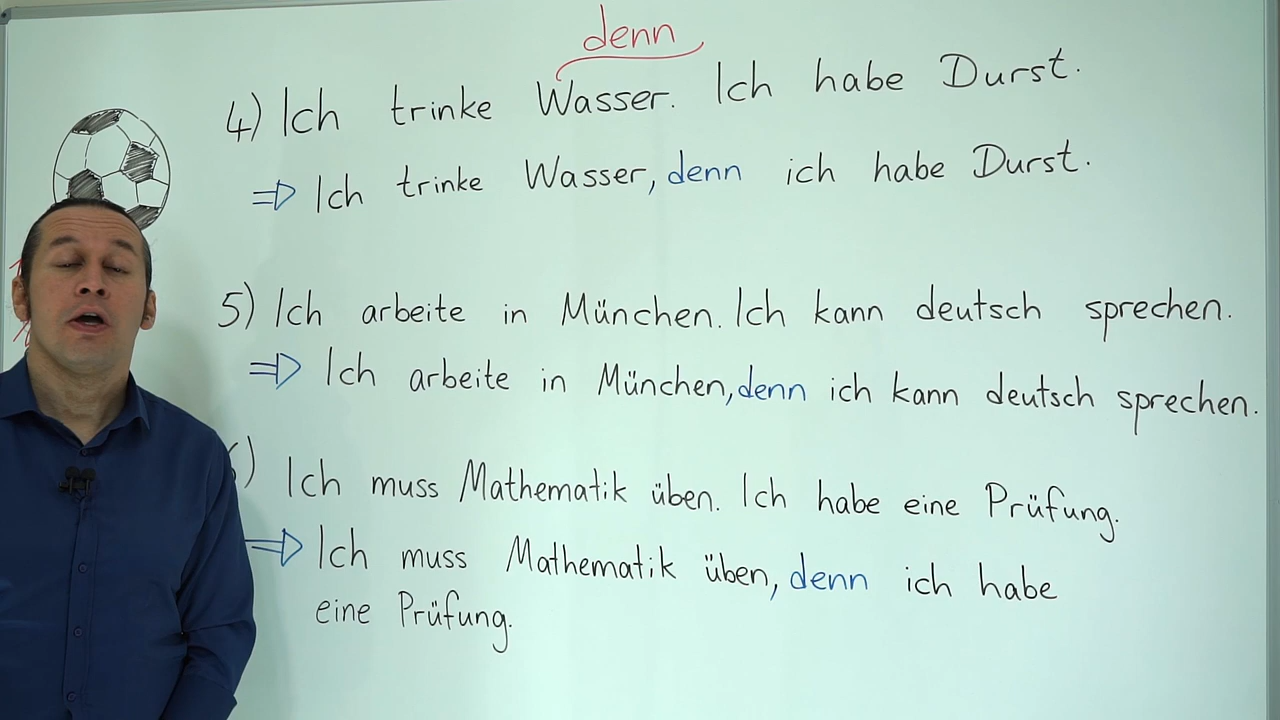 denn
4) Ich trinke Wasser. Ich habe Durst.
⇒ Ich trinke Wasser, denn ich habe Durst.
5) Ich arbeite in München. Ich kann deutsch sprechen.
⇒ Ich arbeite in München, denn ich kann deutsch sprechen.
6) Ich muss Mathematik üben. Ich habe eine Prüfung.
⇒ Ich muss Mathematik üben, denn ich habe
eine Prüfung.